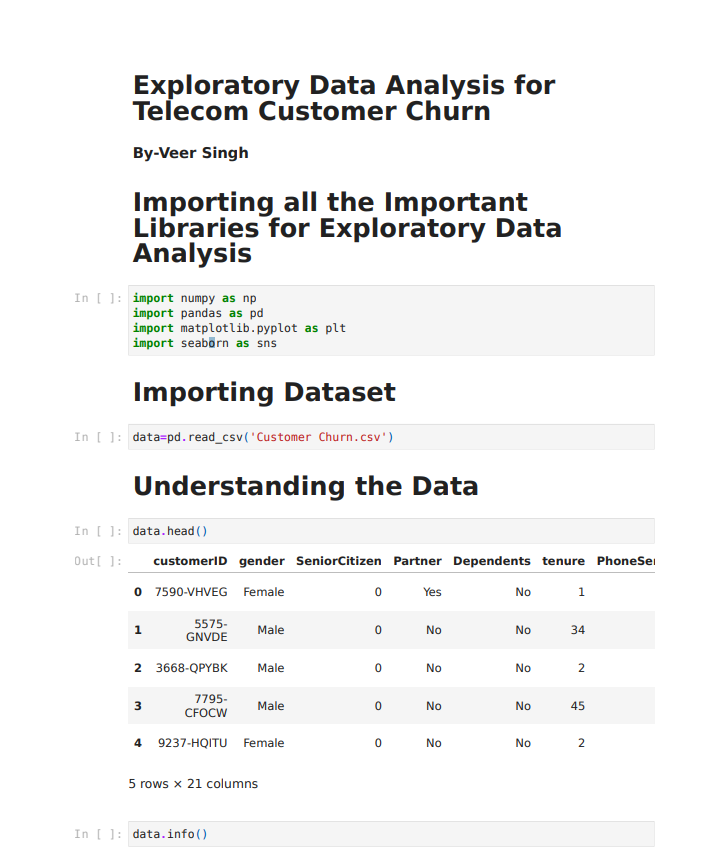 Exploratory Data Analysis for
Telecom Customer Churn
By-Veer Singh
Importing all the Important
Libraries for Exploratory Data
Analysis
In [ ]:
import numpy as np
import pandas as pd
import matplotlib.pyplot as plt
import seaborn as sns
Importing Dataset
In [ ]: data=pd.read_csv('Customer Churn.csv')
Understanding the Data
In [ ]: data.head()
Out[ ]: customerID gender SeniorCitizen Partner Dependents tenure PhoneSer
0 7590-VHVEG Female 0 Yes No 1
1 5575-GNVDE Male 0 No No 34
2 3668-QPYBK Male 0 No No 2
3 7795-CFOCW Male 0 No No 45
4 9237-HQITU Female 0 No No 2
5 rows × 21 columns
In [ ]: data.info()